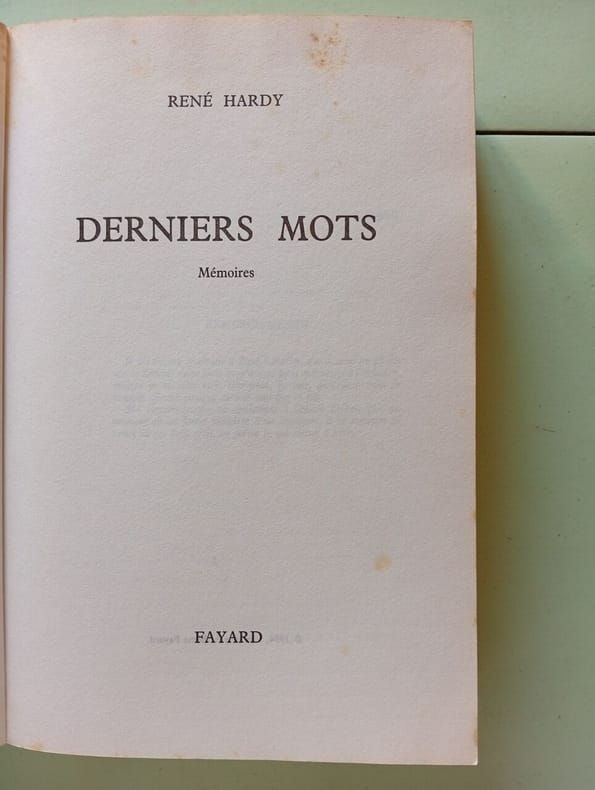 RENÉ HARDY
DERNIERS MOTS
Mémoires
FAYARD